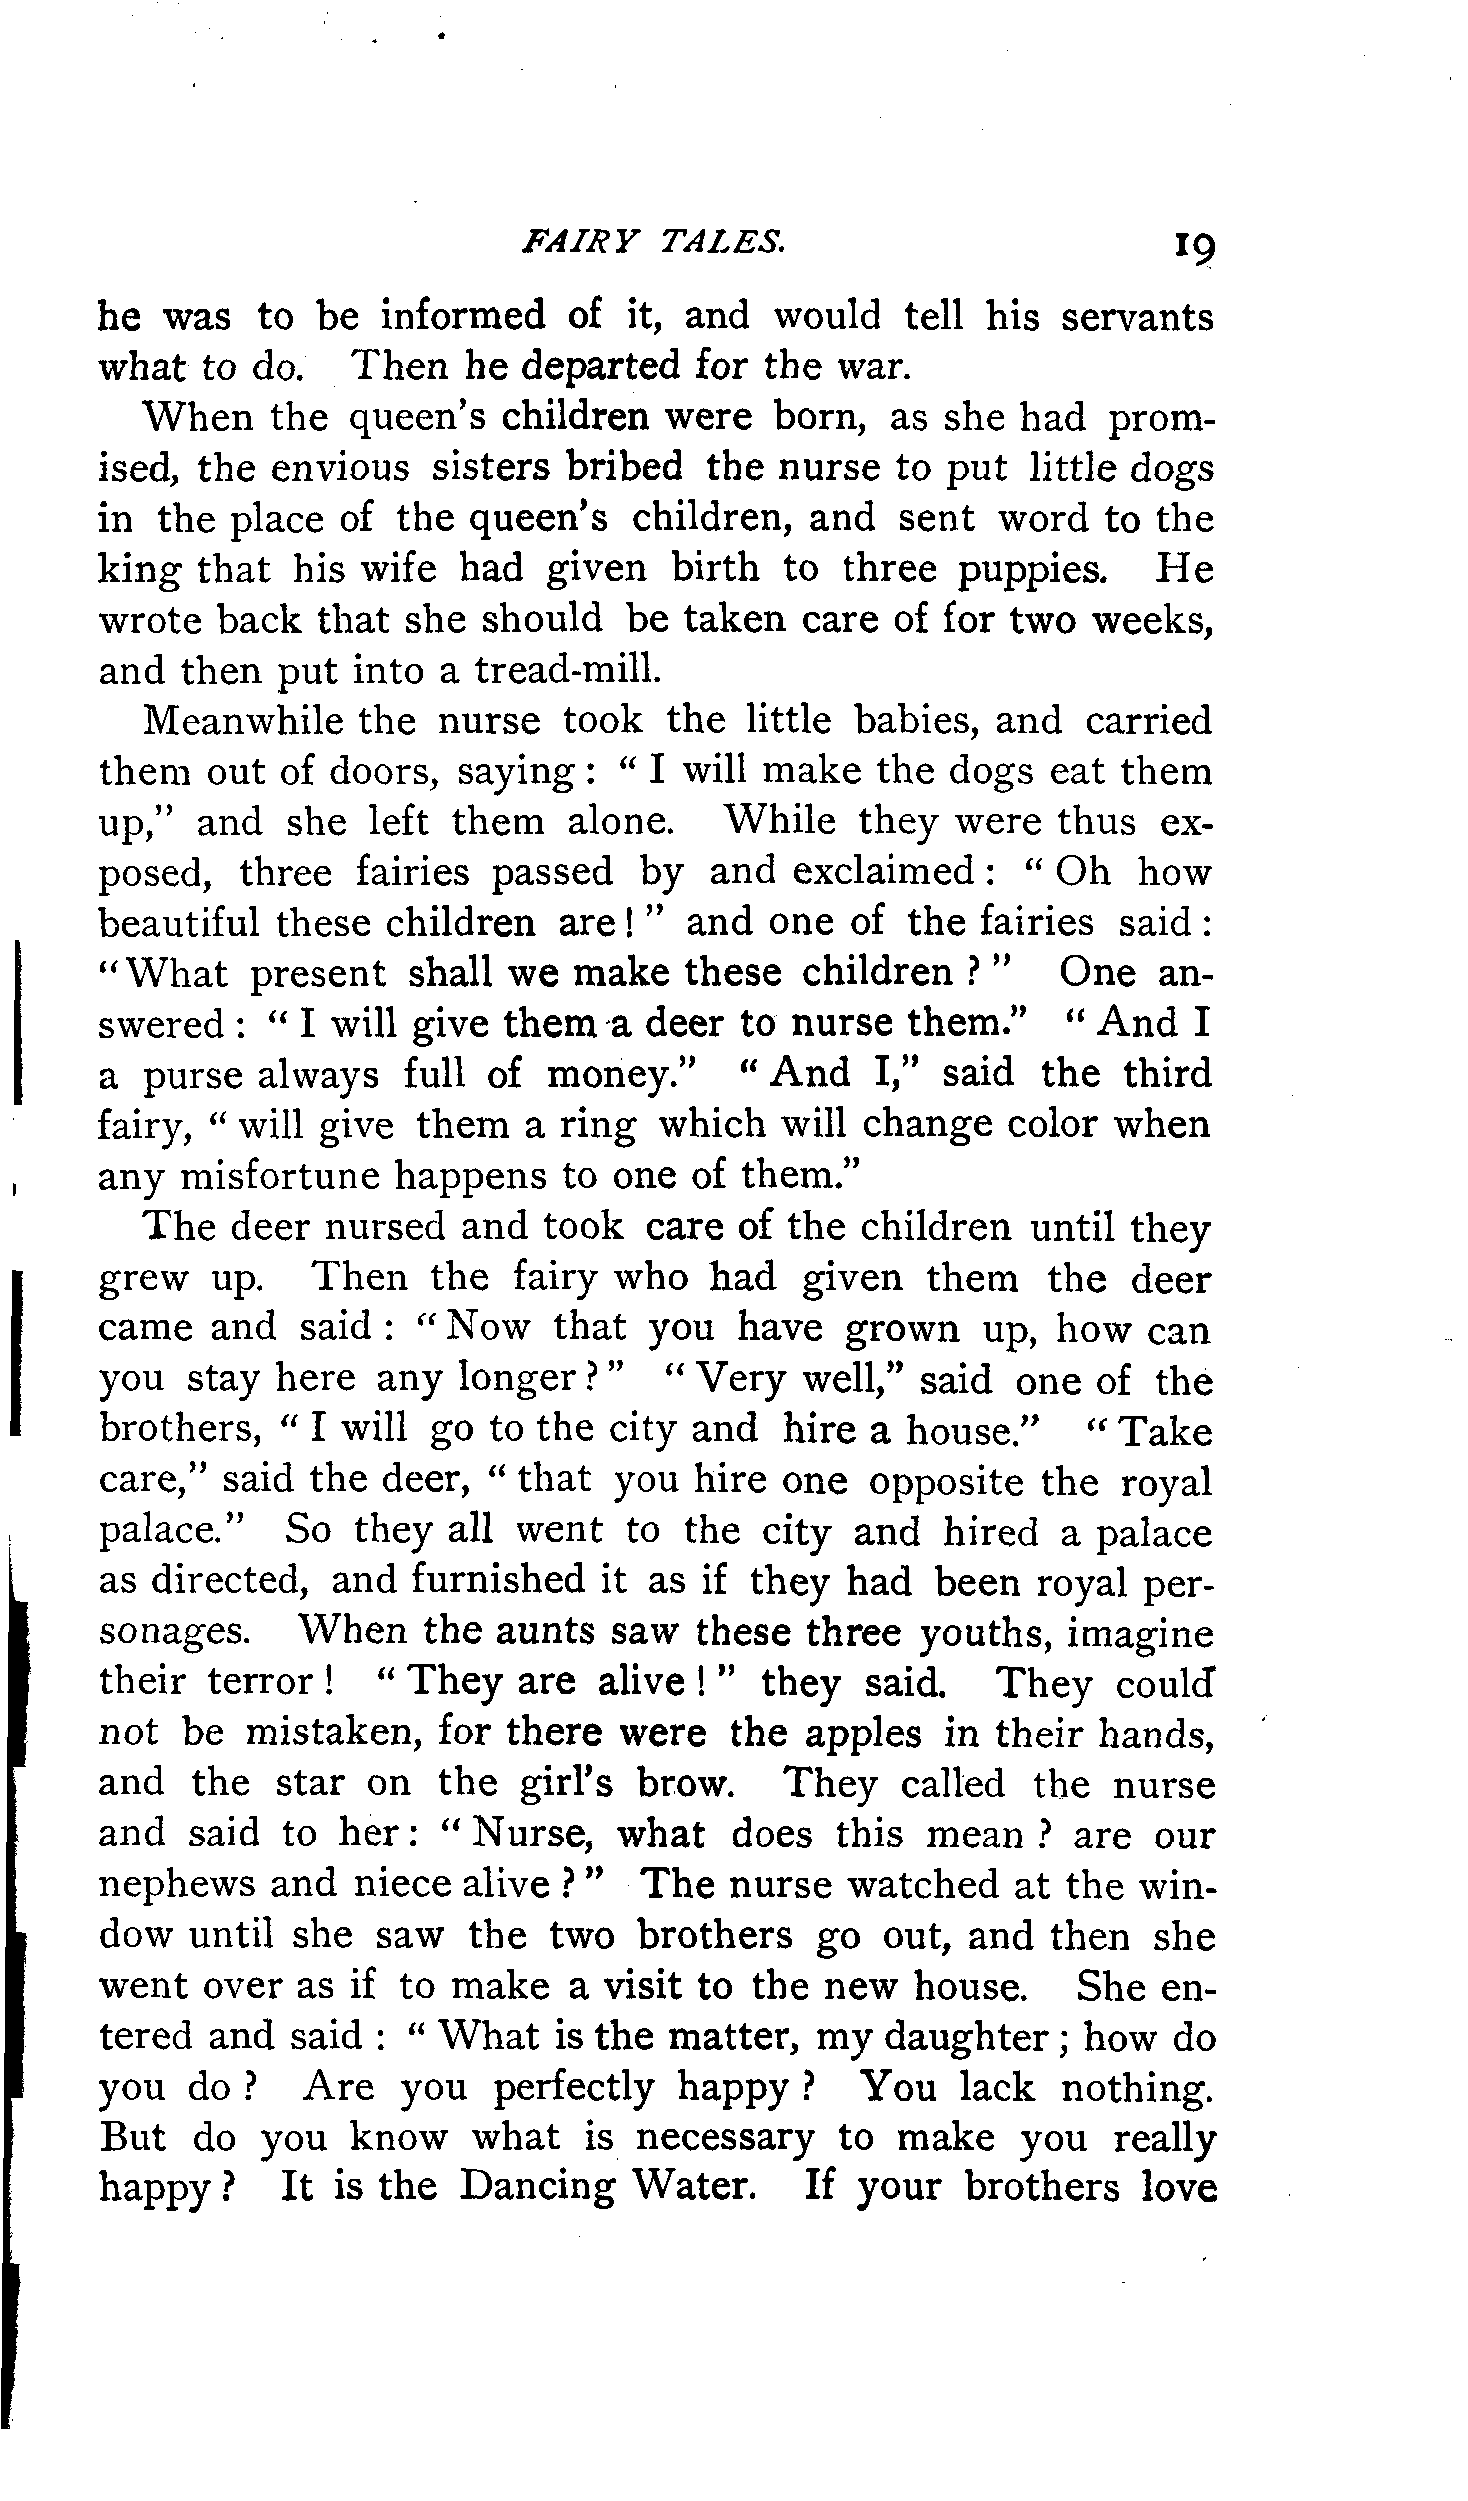 FAIRY TALES. 19
he was to be informed of it, and would tell his servants
what to do. Then he departed for the war.
When the queen's children were born, as she had prom-
ised, the envious sisters bribed the nurse to put little dogs
in the place of the queen's children, and sent word to the
king that his wife had given birth to three puppies. He
wrote back that she should be taken care of for two weeks,
and then put into a tread-mill.
Meanwhile the nurse took the little babies, and carried
them out of doors, saying: "I will make the dogs eat them
up," and she left them alone. While they were thus ex-
posed, three fairies passed by and exclaimed: "Oh how
beautiful these children are!" and one of the fairies said:
"What present shall we make these children?" One an-
swered: "I will give them a deer to nurse them." "And I
a purse always full of money." "And I," said the third
fairy, "will give them a ring which will change color when
any misfortune happens to one of them."
The deer nursed and took care of the children until they
grew up. Then the fairy who had given them the deer
came and said: "Now that you have grown up, how can
you stay here any longer?" "Very well," said one of the
brothers, "I will go to the city and hire a house." "Take
care," said the deer, "that you hire one opposite the royal
palace." So they all went to the city and hired a palace
as directed, and furnished it as if they had been royal per-
sonages. When the aunts saw these three youths, imagine
their terror! "They are alive!" they said. They could
not be mistaken, for there were the apples in their hands,
and the star on the girl's brow. They called the nurse
and said to her: "Nurse, what does this mean? are our
nephews and niece alive?" The nurse watched at the win-
dow until she saw the two brothers go out, and then she
went over as if to make a visit to the new house. She en-
tered and said: "What is the matter, my daughter; how do
you do? Are you perfectly happy? You lack nothing.
But do you know what is necessary to make you really
happy? It is the Dancing Water. If your brothers love